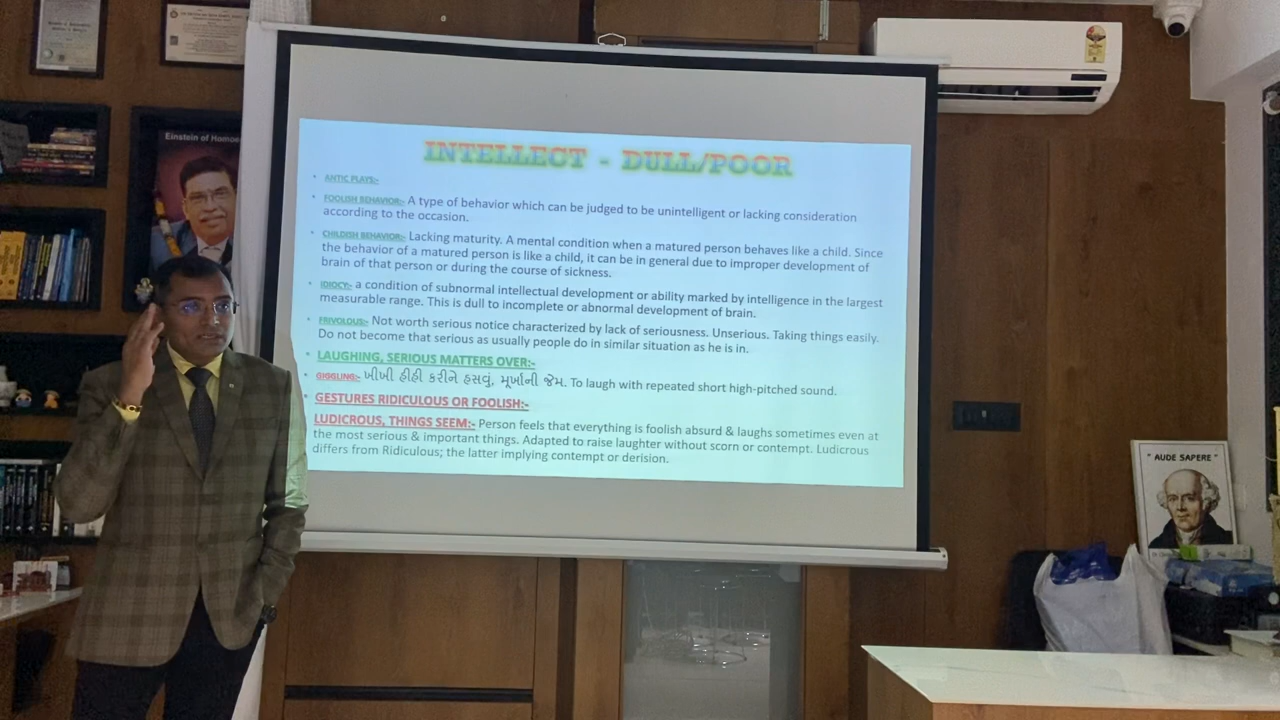 Einstein of Homoe
INTELLECT - DULL/POOR
ANTIC PLAYS:-
FOOLISH BEHAVIOR:- A type of behavior which can be judged to be unintelligent or lacking consideration
according to the occasion.
CHILDISH BEHAVIOR:- Lacking maturity. A mental condition when a matured person behaves like a child. Since
the behavior of a matured person is like a child, it can be in general due to improper development of
brain of that person or during the course of sickness.
IDIOCY:- a condition of subnormal intellectual development or ability marked by intelligence in the largest
measurable range. This is dull to incomplete or abnormal development of brain.
FRIVOLOUS:- Not worth serious notice characterized by lack of seriousness. Unserious. Taking things easily.
Do not become that serious as usually people do in similar situation as he is in.
LAUGHING, SERIOUS MATTERS OVER:-
GIGGLING:- ખીખી હીહી કરીને હસવું, મૂર્ખાની જેમ. To laugh with repeated short high-pitched sound.
GESTURES RIDICULOUS OR FOOLISH:-
LUDICROUS, THINGS SEEM:- Person feels that everything is foolish absurd & laughs sometimes even at
the most serious & important things. Adapted to raise laughter without scorn or contempt. Ludicrous
differs from Ridiculous; the latter implying contempt or derision.
" AUDE SAPERE "